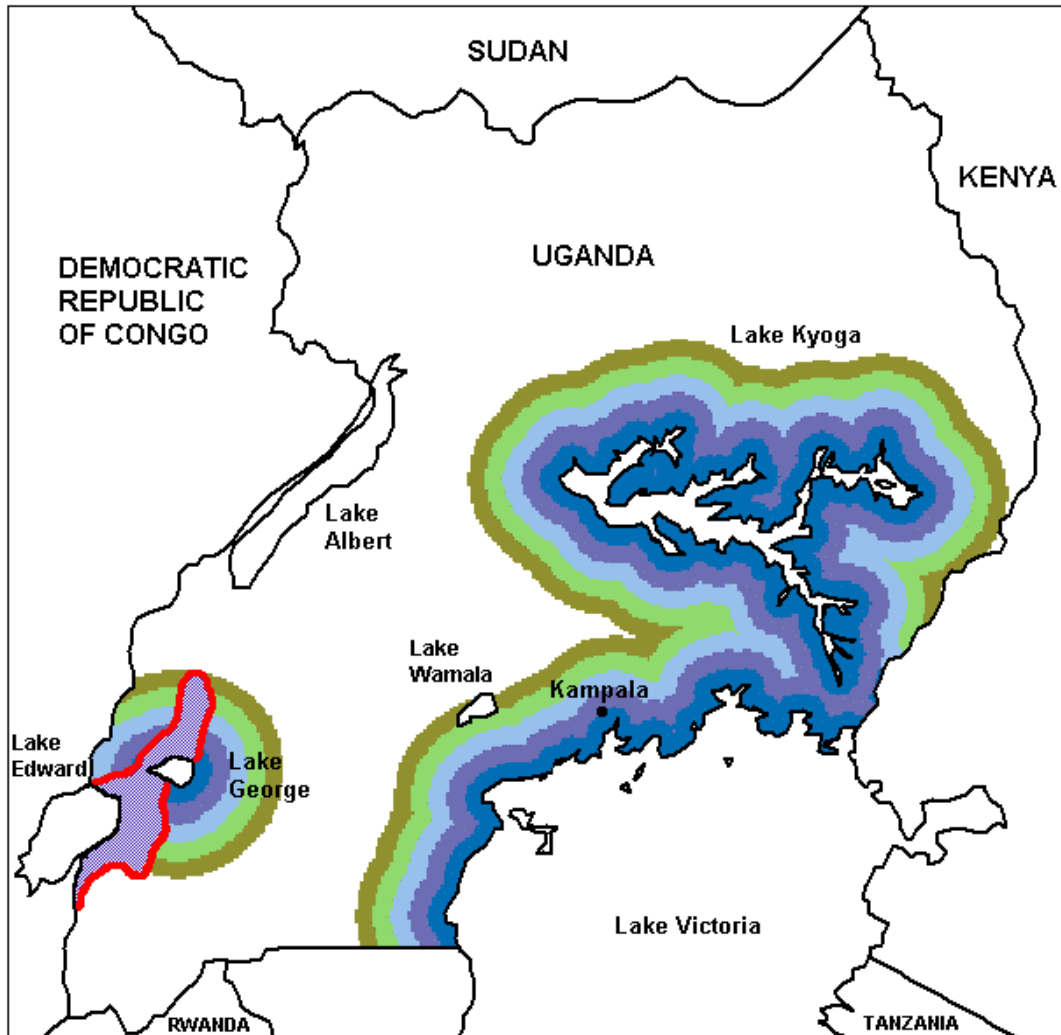 SUDAN
KENYA
UGANDA
DEMOCRATIC
REPUBLIC
OF CONGO
Lake Kyoga
Lake
Albert
Lake
Wamala
Kampala
Lake
Edward
Lake
George
Lake Victoria
RWANDA
TANZANIA